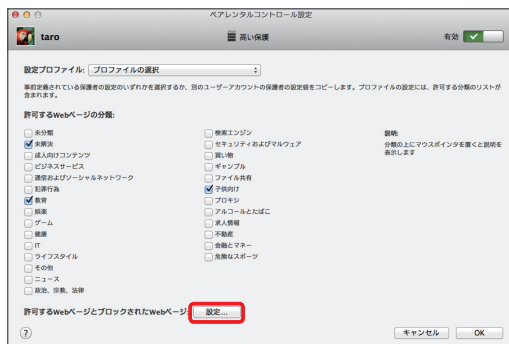 ペアレンタルコントロール設定
taro
高い保護
有効
設定プロファイル: プロファイルの選択
事前定義されている保護者の設定のいずれかを選択するか、別のユーザーアカウントの保護者の設定値をコピーします。プロファイルの設定には、許可する分類のリストが
含まれます。
許可するWebページの分類:
未分類
未解決
成人向けコンテンツ
ビジネスサービス
通信およびソーシャルネットワーク
犯罪行為
教育
娯楽
ゲーム
健康
IT
ライフスタイル
その他
ニュース
政治、宗教、法律
検索エンジン
セキュリティおよびマルウェア
買い物
ギャンブル
ファイル共有
子供向け
プロキシ
アルコールとたばこ
求人情報
不動産
金融とマネー
危険なスポーツ
説明:
分類の上にマウスポインタを置くと説明を
表示します
許可するWebページとブロックされたWebページ: 設定...
?
キャンセル
OK